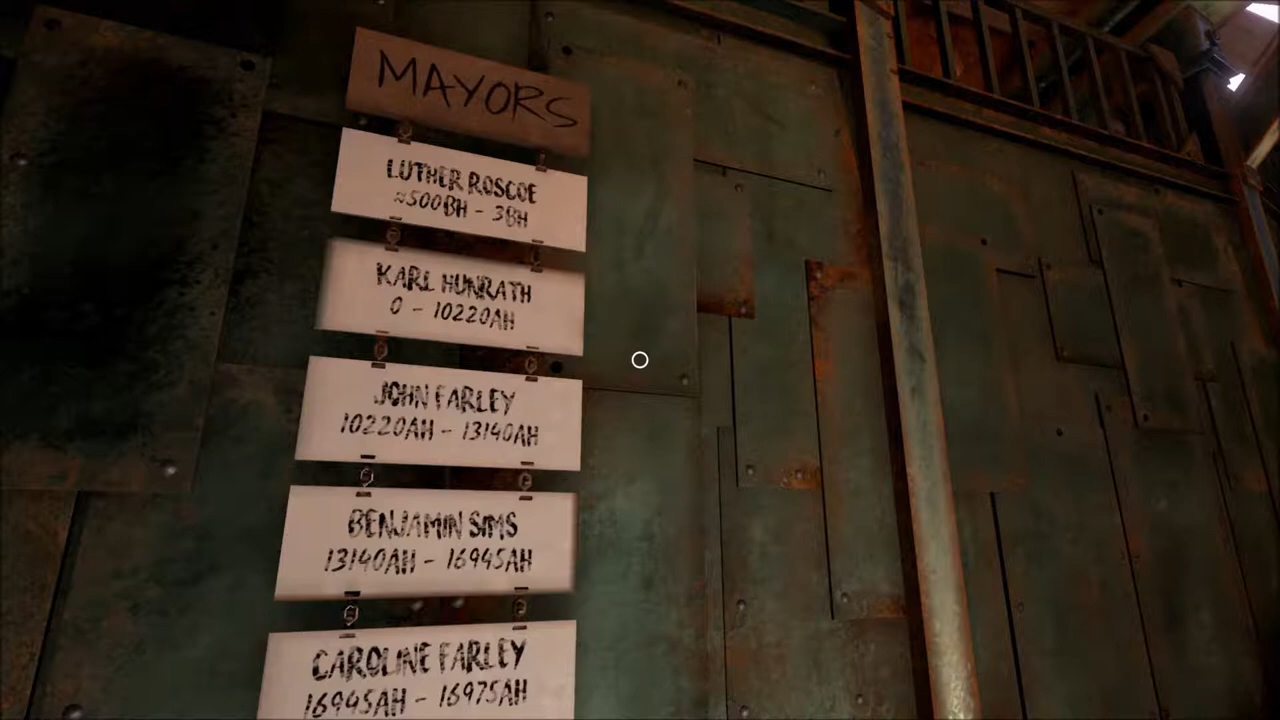 MAYORS
LUTHER ROSCOE
≈500BH - 3BH
KARL HUNRATH
0 - 10220AH
JOHN FARLEY
10220AH - 13140AH
BENJAMIN SIMS
13140AH - 16945AH
CAROLINE FARLEY
16945AH - 16975AH